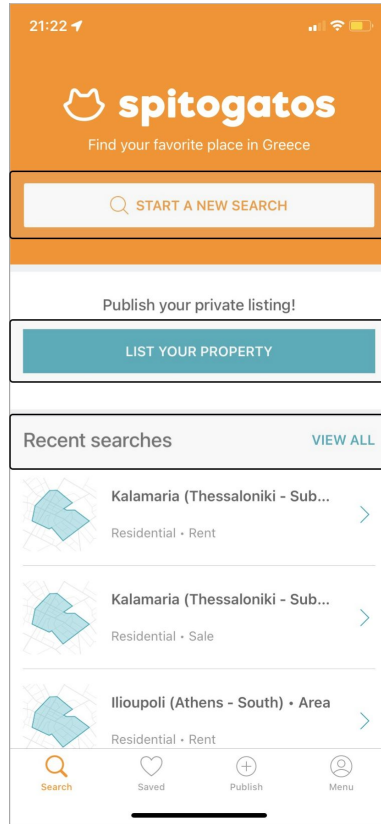 21:22
spitogatos
Find your favorite place in Greece
START A NEW SEARCH
Publish your private listing!
LIST YOUR PROPERTY
Recent searches VIEW ALL
Kalamaria (Thessaloniki - Sub...
Residential • Rent
Kalamaria (Thessaloniki - Sub...
Residential • Sale
Ilioupoli (Athens - South) • Area
Residential • Rent
Search Saved Publish Menu